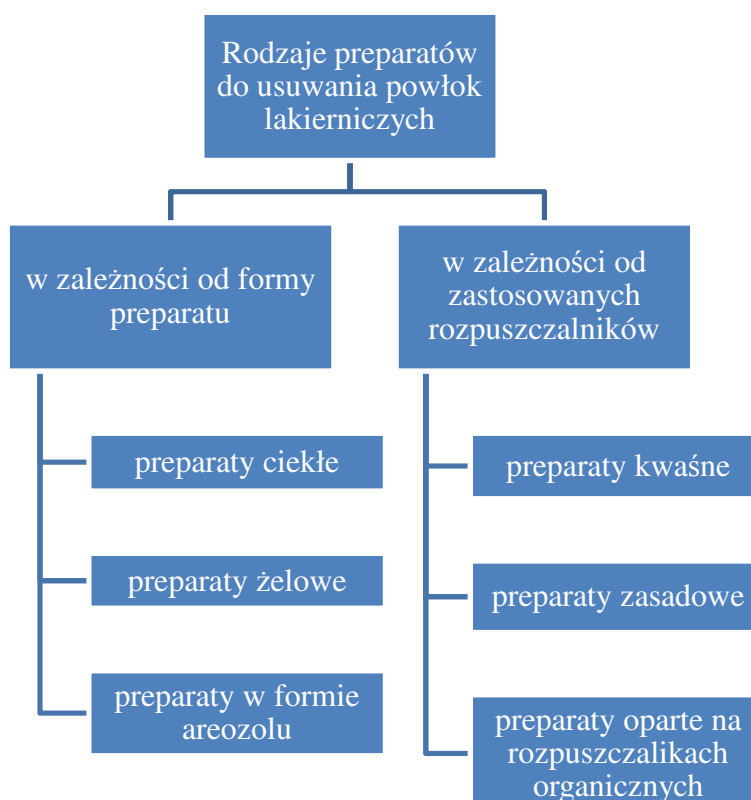 Rodzaje preparatów
do usuwania powłok
lakierniczych
w zależności od formy
preparatu
w zależności od
zastosowanych
rozpuszczalników
preparaty ciekłe
preparaty żelowe
preparaty w formie
areozolu
preparaty kwaśne
preparaty zasadowe
preparaty oparte na
rozpuszczalikach
organicznych